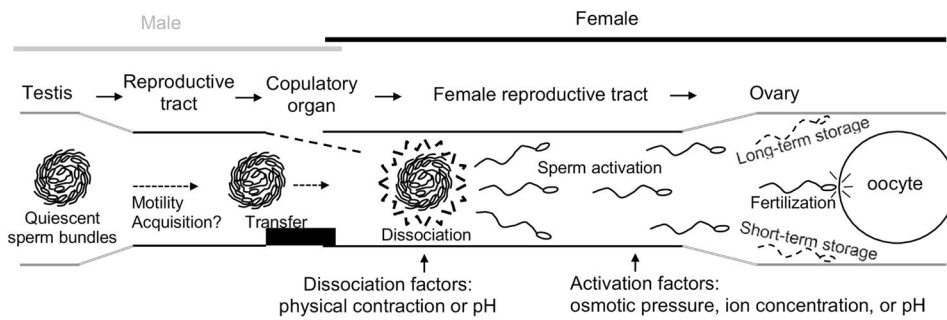 Male
Female
Testis
Reproductive
tract
Copulatory
organ
Female reproductive tract
Ovary
Quiescent
sperm bundles
Motility
Acquisition?
Transfer
Dissociation
Sperm activation
Long-term storage
Fertilization
oocyte
Short-term storage
Dissociation factors:
physical contraction or pH
Activation factors:
osmotic pressure, ion concentration, or pH